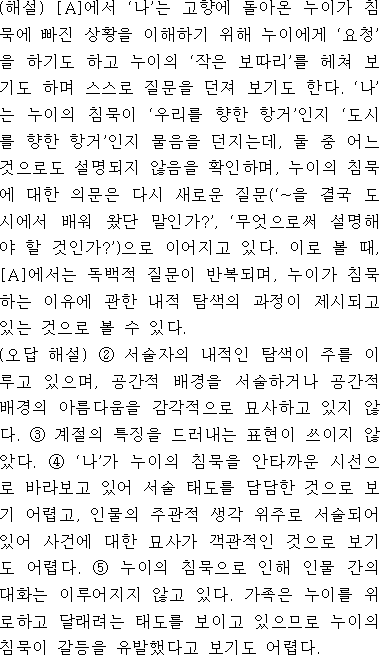 (해설) [A]에서 ‘나’는 고향에 돌아온 누이가 침
묵에 빠진 상황을 이해하기 위해 누이에게 ‘요청’
을 하기도 하고 누이의 ‘작은 보따리’를 헤쳐 보
기도 하며 스스로 질문을 던져 보기도 한다. ‘나’
는 누이의 침묵이 ‘우리를 향한 항거’인지 ‘도시
를 향한 항거’인지 물음을 던지는데, 둘 중 어느
것으로도 설명되지 않음을 확인하며, 누이의 침묵
에 대한 의문은 다시 새로운 질문(‘~을 결국 도
시에서 배워 왔단 말인가?’, ‘무엇으로써 설명해
야 할 것인가?’)으로 이어지고 있다. 이로 볼 때,
[A]에서는 독백적 질문이 반복되며, 누이가 침묵
하는 이유에 관한 내적 탐색의 과정이 제시되고
있는 것으로 볼 수 있다.
(오답 해설) ② 서술자의 내적인 탐색이 주를 이
루고 있으며, 공간적 배경을 서술하거나 공간적
배경의 아름다움을 감각적으로 묘사하고 있지 않
다. ③ 계절의 특징을 드러내는 표현이 쓰이지 않
았다. ④ ‘나’가 누이의 침묵을 안타까운 시선으
로 바라보고 있어 서술 태도를 담담한 것으로 보
기 어렵고, 인물의 주관적 생각 위주로 서술되어
있어 사건에 대한 묘사가 객관적인 것으로 보기
도 어렵다. ⑤ 누이의 침묵으로 인해 인물 간의
대화는 이루어지지 않고 있다. 가족은 누이를 위
로하고 달래려는 태도를 보이고 있으므로 누이의
침묵이 갈등을 유발했다고 보기도 어렵다.